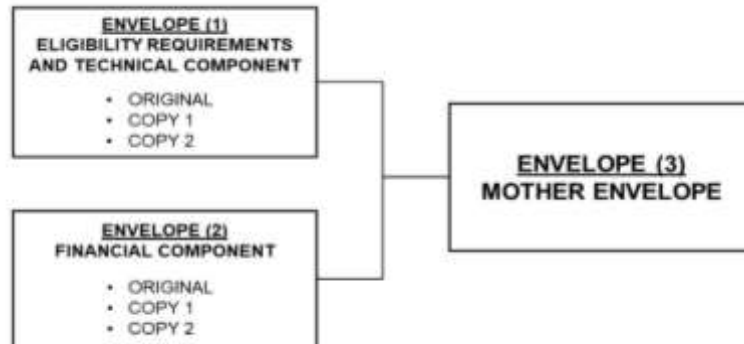 ENVELOPE (1)
ELIGIBILITY REQUIREMENTS
AND TECHNICAL COMPONENT
• ORIGINAL
• COPY 1
• COPY 2
ENVELOPE (2)
FINANCIAL COMPONENT
• ORIGINAL
• COPY 1
• COPY 2
ENVELOPE (3)
MOTHER ENVELOPE